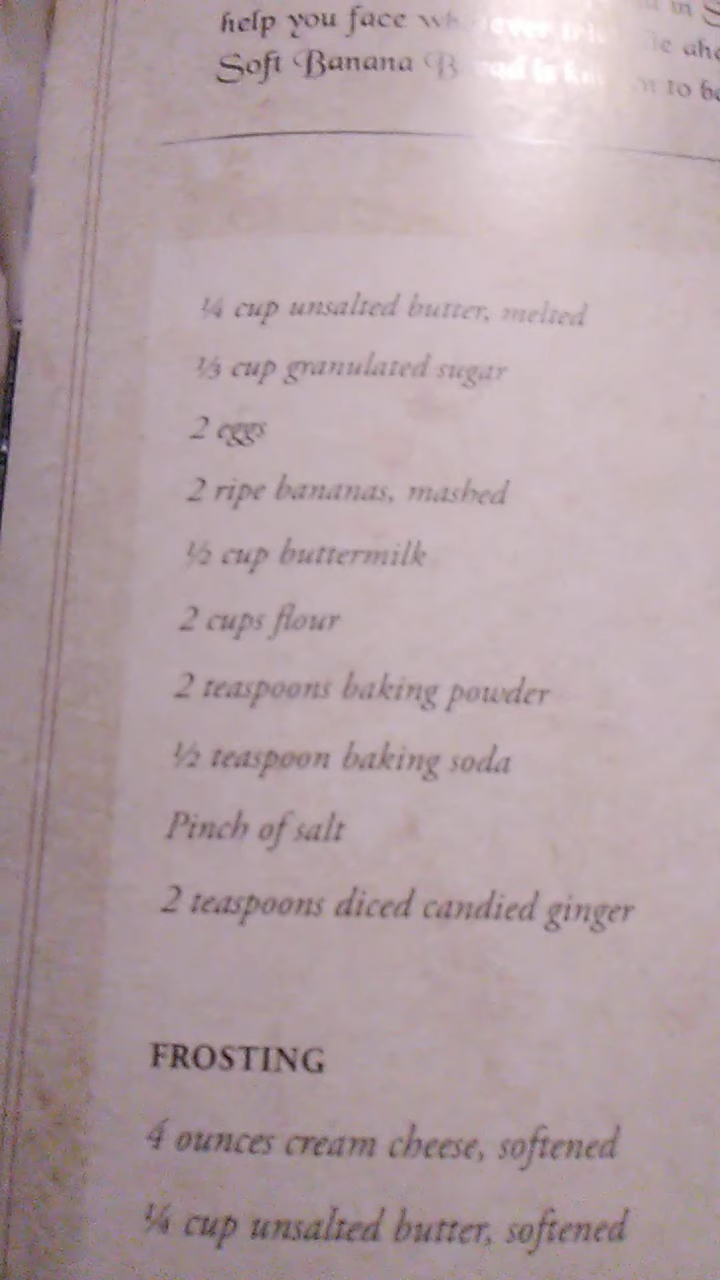 help you face
Soft Banana
to
¼ cup unsalted butter, melted
⅓ cup granulated sugar
2 eggs
2 ripe bananas, mashed
½ cup buttermilk
2 cups flour
2 teaspoons baking powder
½ teaspoon baking soda
Pinch of salt
2 teaspoons diced candied ginger
FROSTING
4 ounces cream cheese, softened
¼ cup unsalted butter, softened